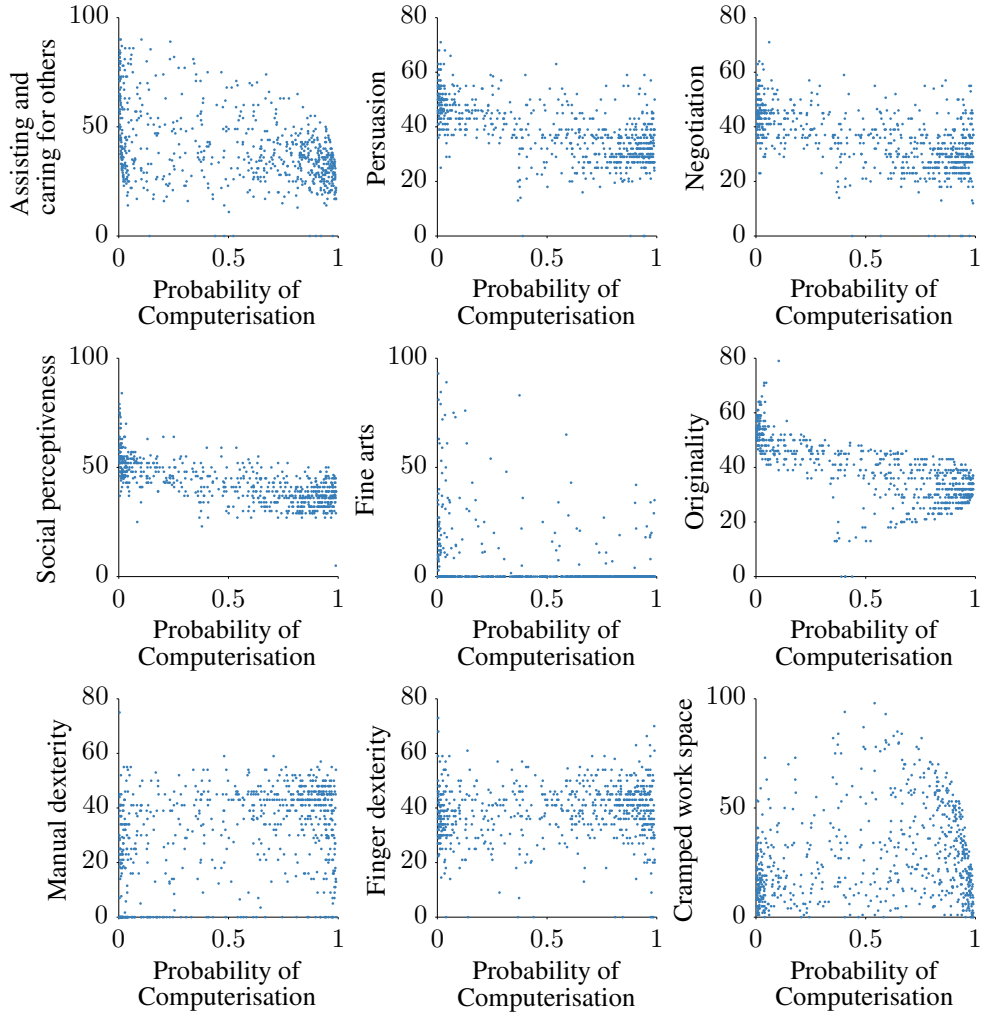 Assisting and
caring for others
100
50
0
0
0.5
1
Probability of
Computerisation
Persuasion
80
60
40
20
0
0
0.5
1
Probability of
Computerisation
Negotiation
80
60
40
20
0
0
0.5
1
Probability of
Computerisation
Social perceptiveness
100
50
0
0
0.5
1
Probability of
Computerisation
Fine arts
100
50
0
0
0.5
1
Probability of
Computerisation
Originality
80
60
40
20
0
0
0.5
1
Probability of
Computerisation
Manual dexterity
80
60
40
20
0
0
0.5
1
Probability of
Computerisation
Finger dexterity
80
60
40
20
0
0
0.5
1
Probability of
Computerisation
Cramped work space
100
50
0
0
0.5
1
Probability of
Computerisation